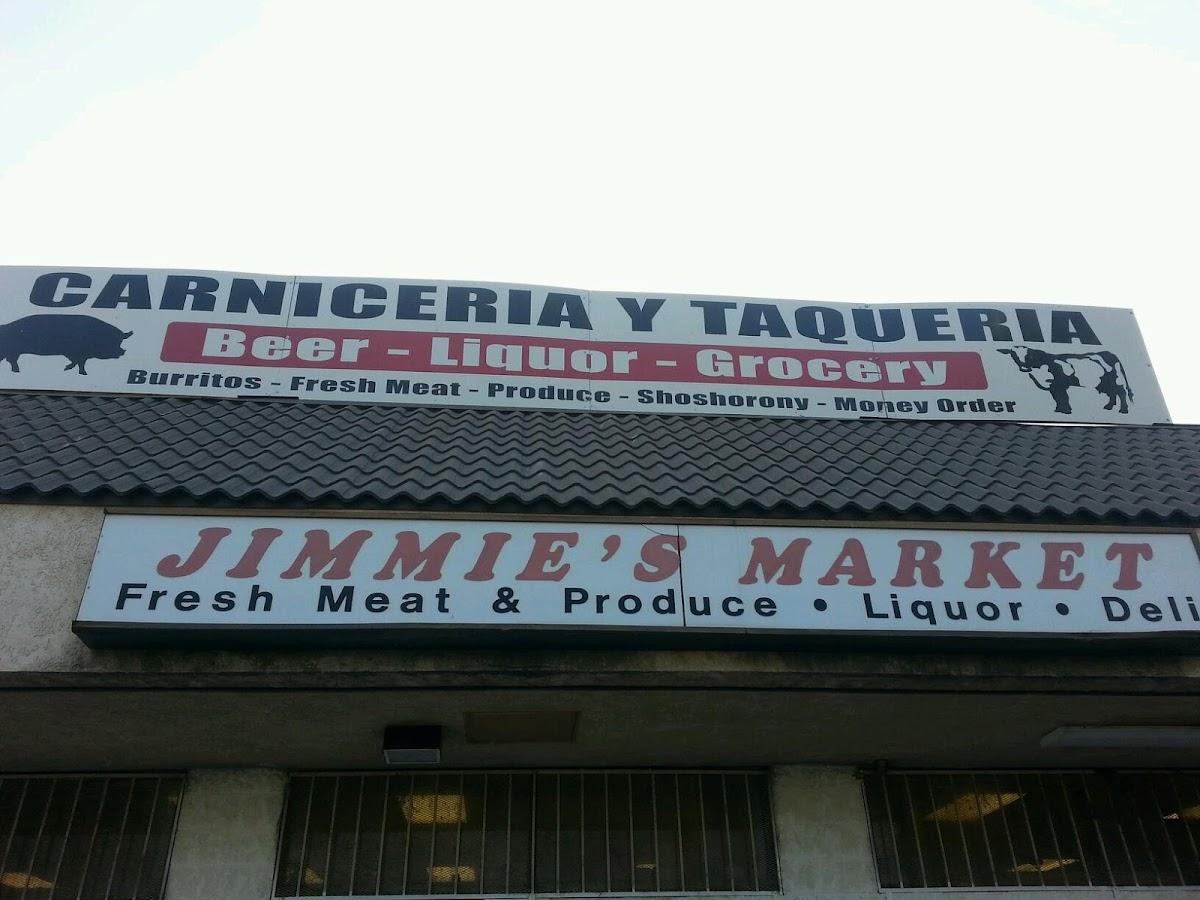 CARNICERIA Y TAQUERIA
Beer - Liquor - Grocery
Burritos - Fresh Meat - Produce - Shoshorony - Money Order
JIMMIE'S MARKET
Fresh Meat & Produce • Liquor • Deli